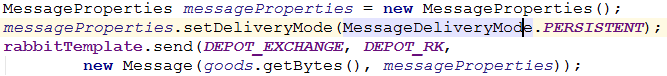 MessageProperties messageProperties = new MessageProperties();
messageProperties.setDeliveryMode(MessageDeliveryMode.PERSISTENT);
rabbitTemplate.send(DEPOT_EXCHANGE, DEPOT_RK,
new Message(goods.getBytes(), messageProperties));